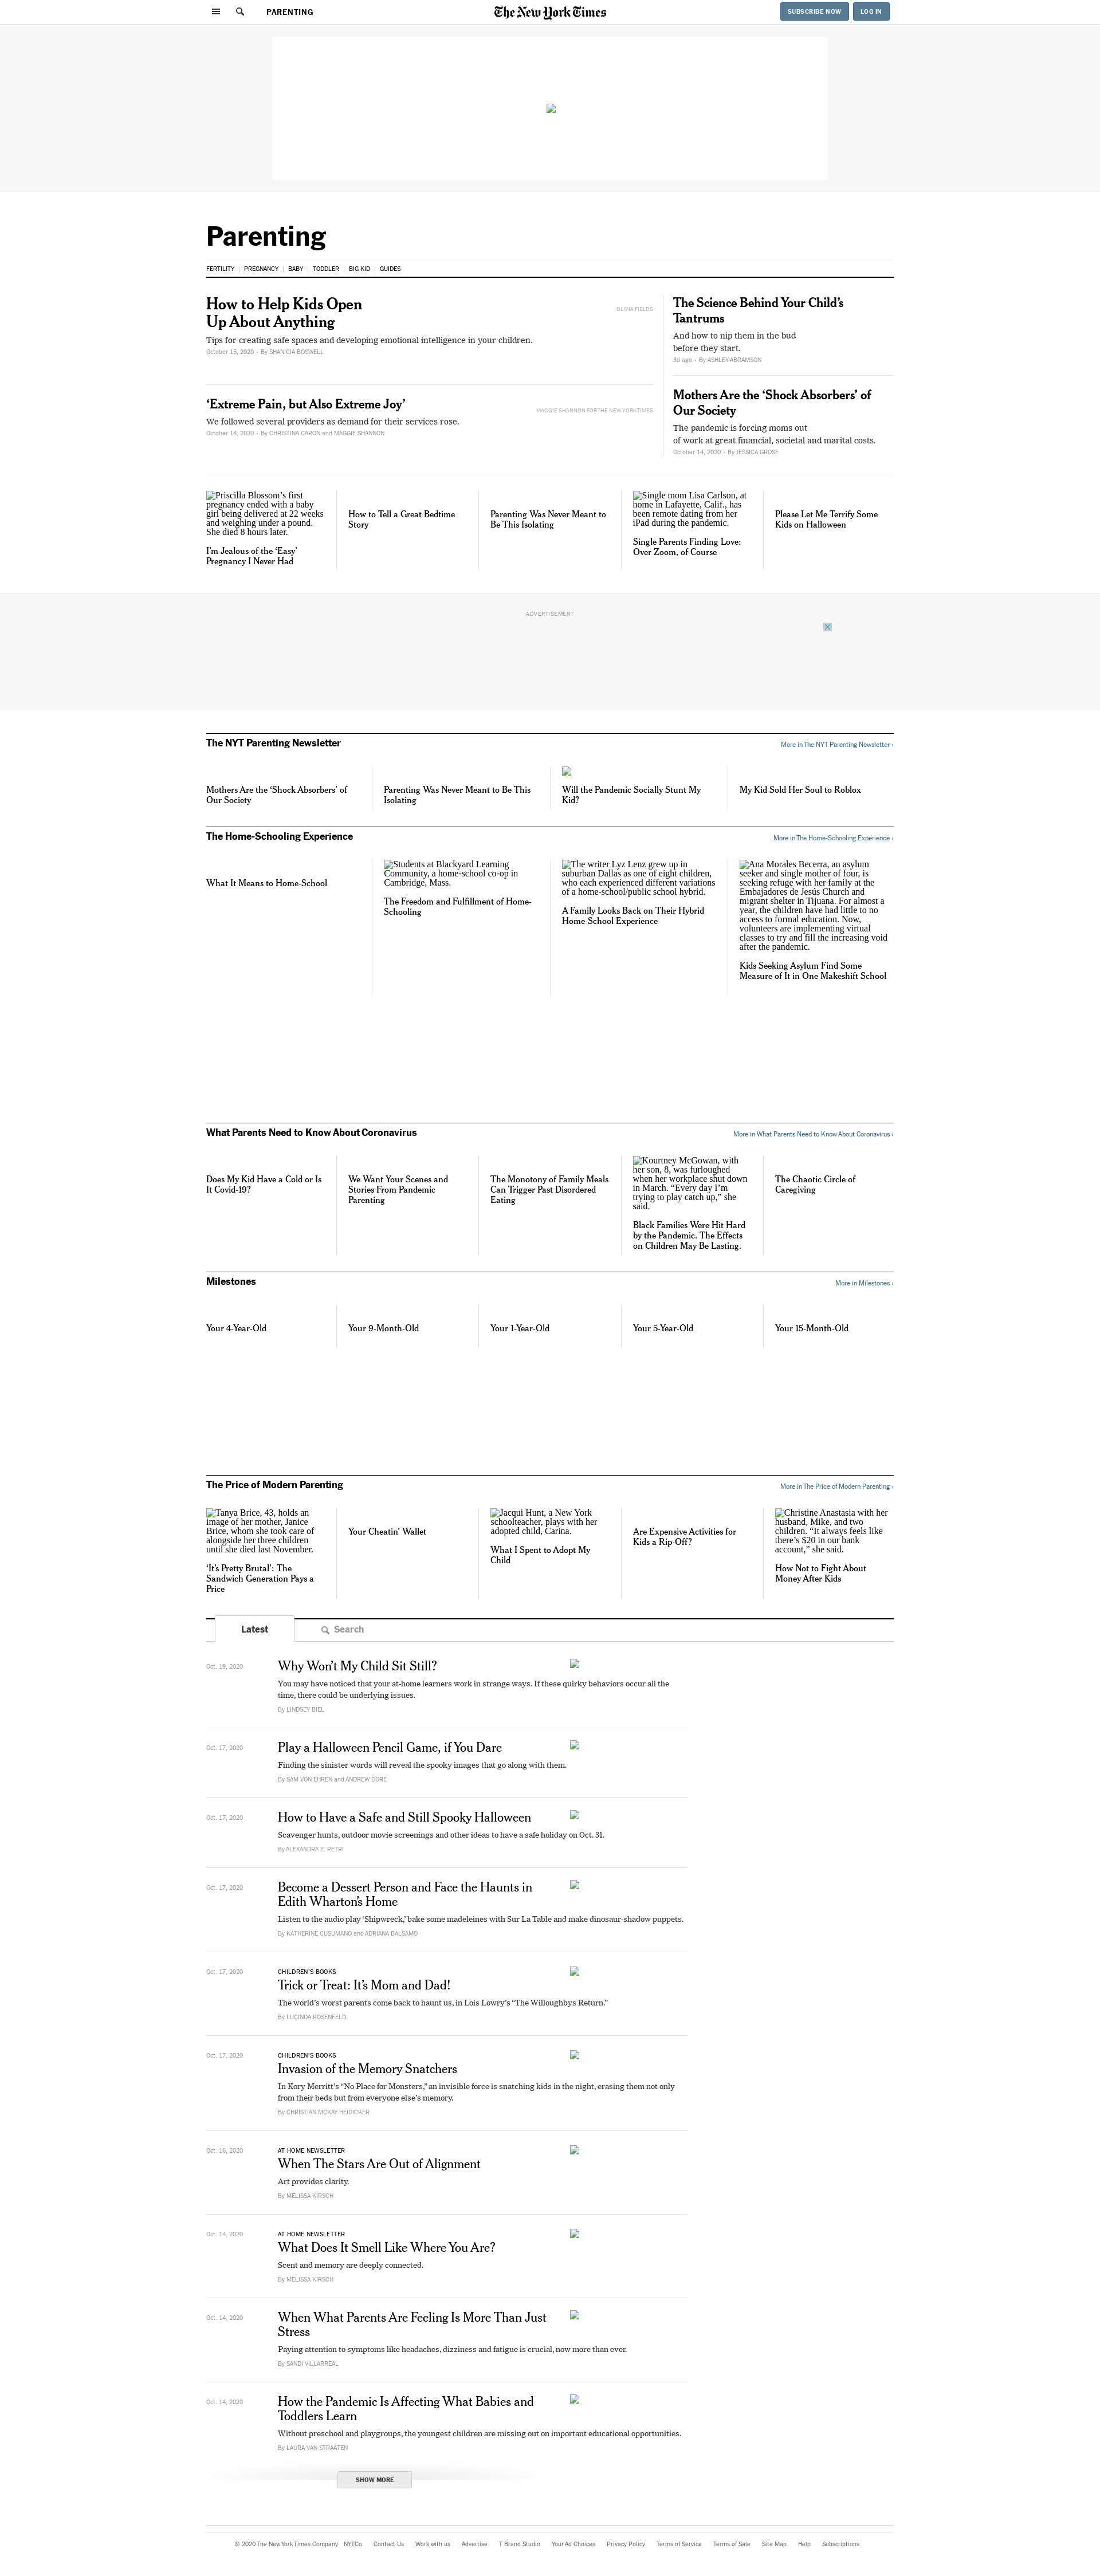 PARENTING
The New York Times
SUBSCRIBE NOW
LOG IN
Parenting
FERTILITY
PREGNANCY
BABY
TODDLER
BIG KID
GUIDES
How to Help Kids Open
Up About Anything
OLIVIA FIELDS
Tips for creating safe spaces and developing emotional intelligence in your children.
October 15, 2020 · By SHANICIA BOSWELL
‘Extreme Pain, but Also Extreme Joy’
MAGGIE SHANNON FOR THE NEW YORK TIMES
We followed several providers as demand for their services rose.
October 14, 2020 · By CHRISTINA CARON and MAGGIE SHANNON
The Science Behind Your Child’s
Tantrums
And how to nip them in the bud
before they start.
3d ago · By ASHLEY ABRAMSON
Mothers Are the ‘Shock Absorbers’ of
Our Society
The pandemic is forcing moms out
of work at great financial, societal and marital costs.
October 14, 2020 · By JESSICA GROSE
Priscilla Blossom’s first
pregnancy ended with a baby
girl being delivered at 22 weeks
and weighing under a pound.
She died 8 hours later.
I’m Jealous of the ‘Easy’
Pregnancy I Never Had
How to Tell a Great Bedtime
Story
Parenting Was Never Meant to
Be This Isolating
Single mom Lisa Carlson, at
home in Lafayette, Calif., has
been remote dating from her
iPad during the pandemic.
Single Parents Finding Love:
Over Zoom, of Course
Please Let Me Terrify Some
Kids on Halloween
ADVERTISEMENT
The NYT Parenting Newsletter
More in The NYT Parenting Newsletter ›
Mothers Are the ‘Shock Absorbers’ of
Our Society
Parenting Was Never Meant to Be This
Isolating
Will the Pandemic Socially Stunt My
Kid?
My Kid Sold Her Soul to Roblox
The Home-Schooling Experience
More in The Home-Schooling Experience ›
What It Means to Home-School
Students at Blackyard Learning
Community, a home-school co-op in
Cambridge, Mass.
The Freedom and Fulfillment of Home-
Schooling
The writer Lyz Lenz grew up in
suburban Dallas as one of eight children,
who each experienced different variations
of a home-school/public school hybrid.
A Family Looks Back on Their Hybrid
Home-School Experience
Ana Morales Becerra, an asylum
seeker and single mother of four, is
seeking refuge with her family at the
Embajadores de Jesús Church and
migrant shelter in Tijuana. For almost a
year, the children have had little to no
access to formal education. Now,
volunteers are implementing virtual
classes to try and fill the increasing void
after the pandemic.
Kids Seeking Asylum Find Some
Measure of It in One Makeshift School
What Parents Need to Know About Coronavirus
More in What Parents Need to Know About Coronavirus ›
Does My Kid Have a Cold or Is
It Covid-19?
We Want Your Scenes and
Stories From Pandemic
Parenting
The Monotony of Family Meals
Can Trigger Past Disordered
Eating
Kourtney McGowan, with
her son, 8, was furloughed
when her workplace shut down
in March. “Every day I’m
trying to play catch up,” she
said.
Black Families Were Hit Hard
by the Pandemic. The Effects
on Children May Be Lasting.
The Chaotic Circle of
Caregiving
Milestones
More in Milestones ›
Your 4-Year-Old
Your 9-Month-Old
Your 1-Year-Old
Your 5-Year-Old
Your 15-Month-Old
The Price of Modern Parenting
More in The Price of Modern Parenting ›
Tanya Brice, 43, holds an
image of her mother, Janice
Brice, whom she took care of
alongside her three children
until she died last November.
‘It’s Pretty Brutal’: The
Sandwich Generation Pays a
Price
Your Cheatin’ Wallet
Jacqui Hunt, a New York
schoolteacher, plays with her
adopted child, Carina.
What I Spent to Adopt My
Child
Are Expensive Activities for
Kids a Rip-Off?
Christine Anastasia with her
husband, Mike, and two
children. “It always feels like
there’s $20 in our bank
account,” she said.
How Not to Fight About
Money After Kids
Latest
Search
Oct. 19, 2020
Why Won’t My Child Sit Still?
You may have noticed that your at-home learners work in strange ways. If these quirky behaviors occur all the
time, there could be underlying issues.
By LINDSEY BIEL
Oct. 17, 2020
Play a Halloween Pencil Game, if You Dare
Finding the sinister words will reveal the spooky images that go along with them.
By SAM VON EHREN and ANDREW DORE
Oct. 17, 2020
How to Have a Safe and Still Spooky Halloween
Scavenger hunts, outdoor movie screenings and other ideas to have a safe holiday on Oct. 31.
By ALEXANDRA E. PETRI
Oct. 17, 2020
Become a Dessert Person and Face the Haunts in
Edith Wharton’s Home
Listen to the audio play ‘Shipwreck,’ bake some madeleines with Sur La Table and make dinosaur-shadow puppets.
By KATHERINE CUSUMANO and ADRIANA BALSAMO
Oct. 17, 2020
CHILDREN’S BOOKS
Trick or Treat: It’s Mom and Dad!
The world’s worst parents come back to haunt us, in Lois Lowry’s “The Willoughbys Return.”
By LUCINDA ROSENFELD
Oct. 17, 2020
CHILDREN’S BOOKS
Invasion of the Memory Snatchers
In Kory Merritt’s “No Place for Monsters,” an invisible force is snatching kids in the night, erasing them not only
from their beds but from everyone else’s memory.
By CHRISTIAN MCKAY HEIDICKER
Oct. 16, 2020
AT HOME NEWSLETTER
When The Stars Are Out of Alignment
Art provides clarity.
By MELISSA KIRSCH
Oct. 14, 2020
AT HOME NEWSLETTER
What Does It Smell Like Where You Are?
Scent and memory are deeply connected.
By MELISSA KIRSCH
Oct. 14, 2020
When What Parents Are Feeling Is More Than Just
Stress
Paying attention to symptoms like headaches, dizziness and fatigue is crucial, now more than ever.
By SANDI VILLARREAL
Oct. 14, 2020
How the Pandemic Is Affecting What Babies and
Toddlers Learn
Without preschool and playgroups, the youngest children are missing out on important educational opportunities.
By LAURA VAN STRAATEN
SHOW MORE
© 2020 The New York Times Company NYTCo Contact Us Work with us Advertise T Brand Studio Your Ad Choices Privacy Policy Terms of Service Terms of Sale Site Map Help Subscriptions